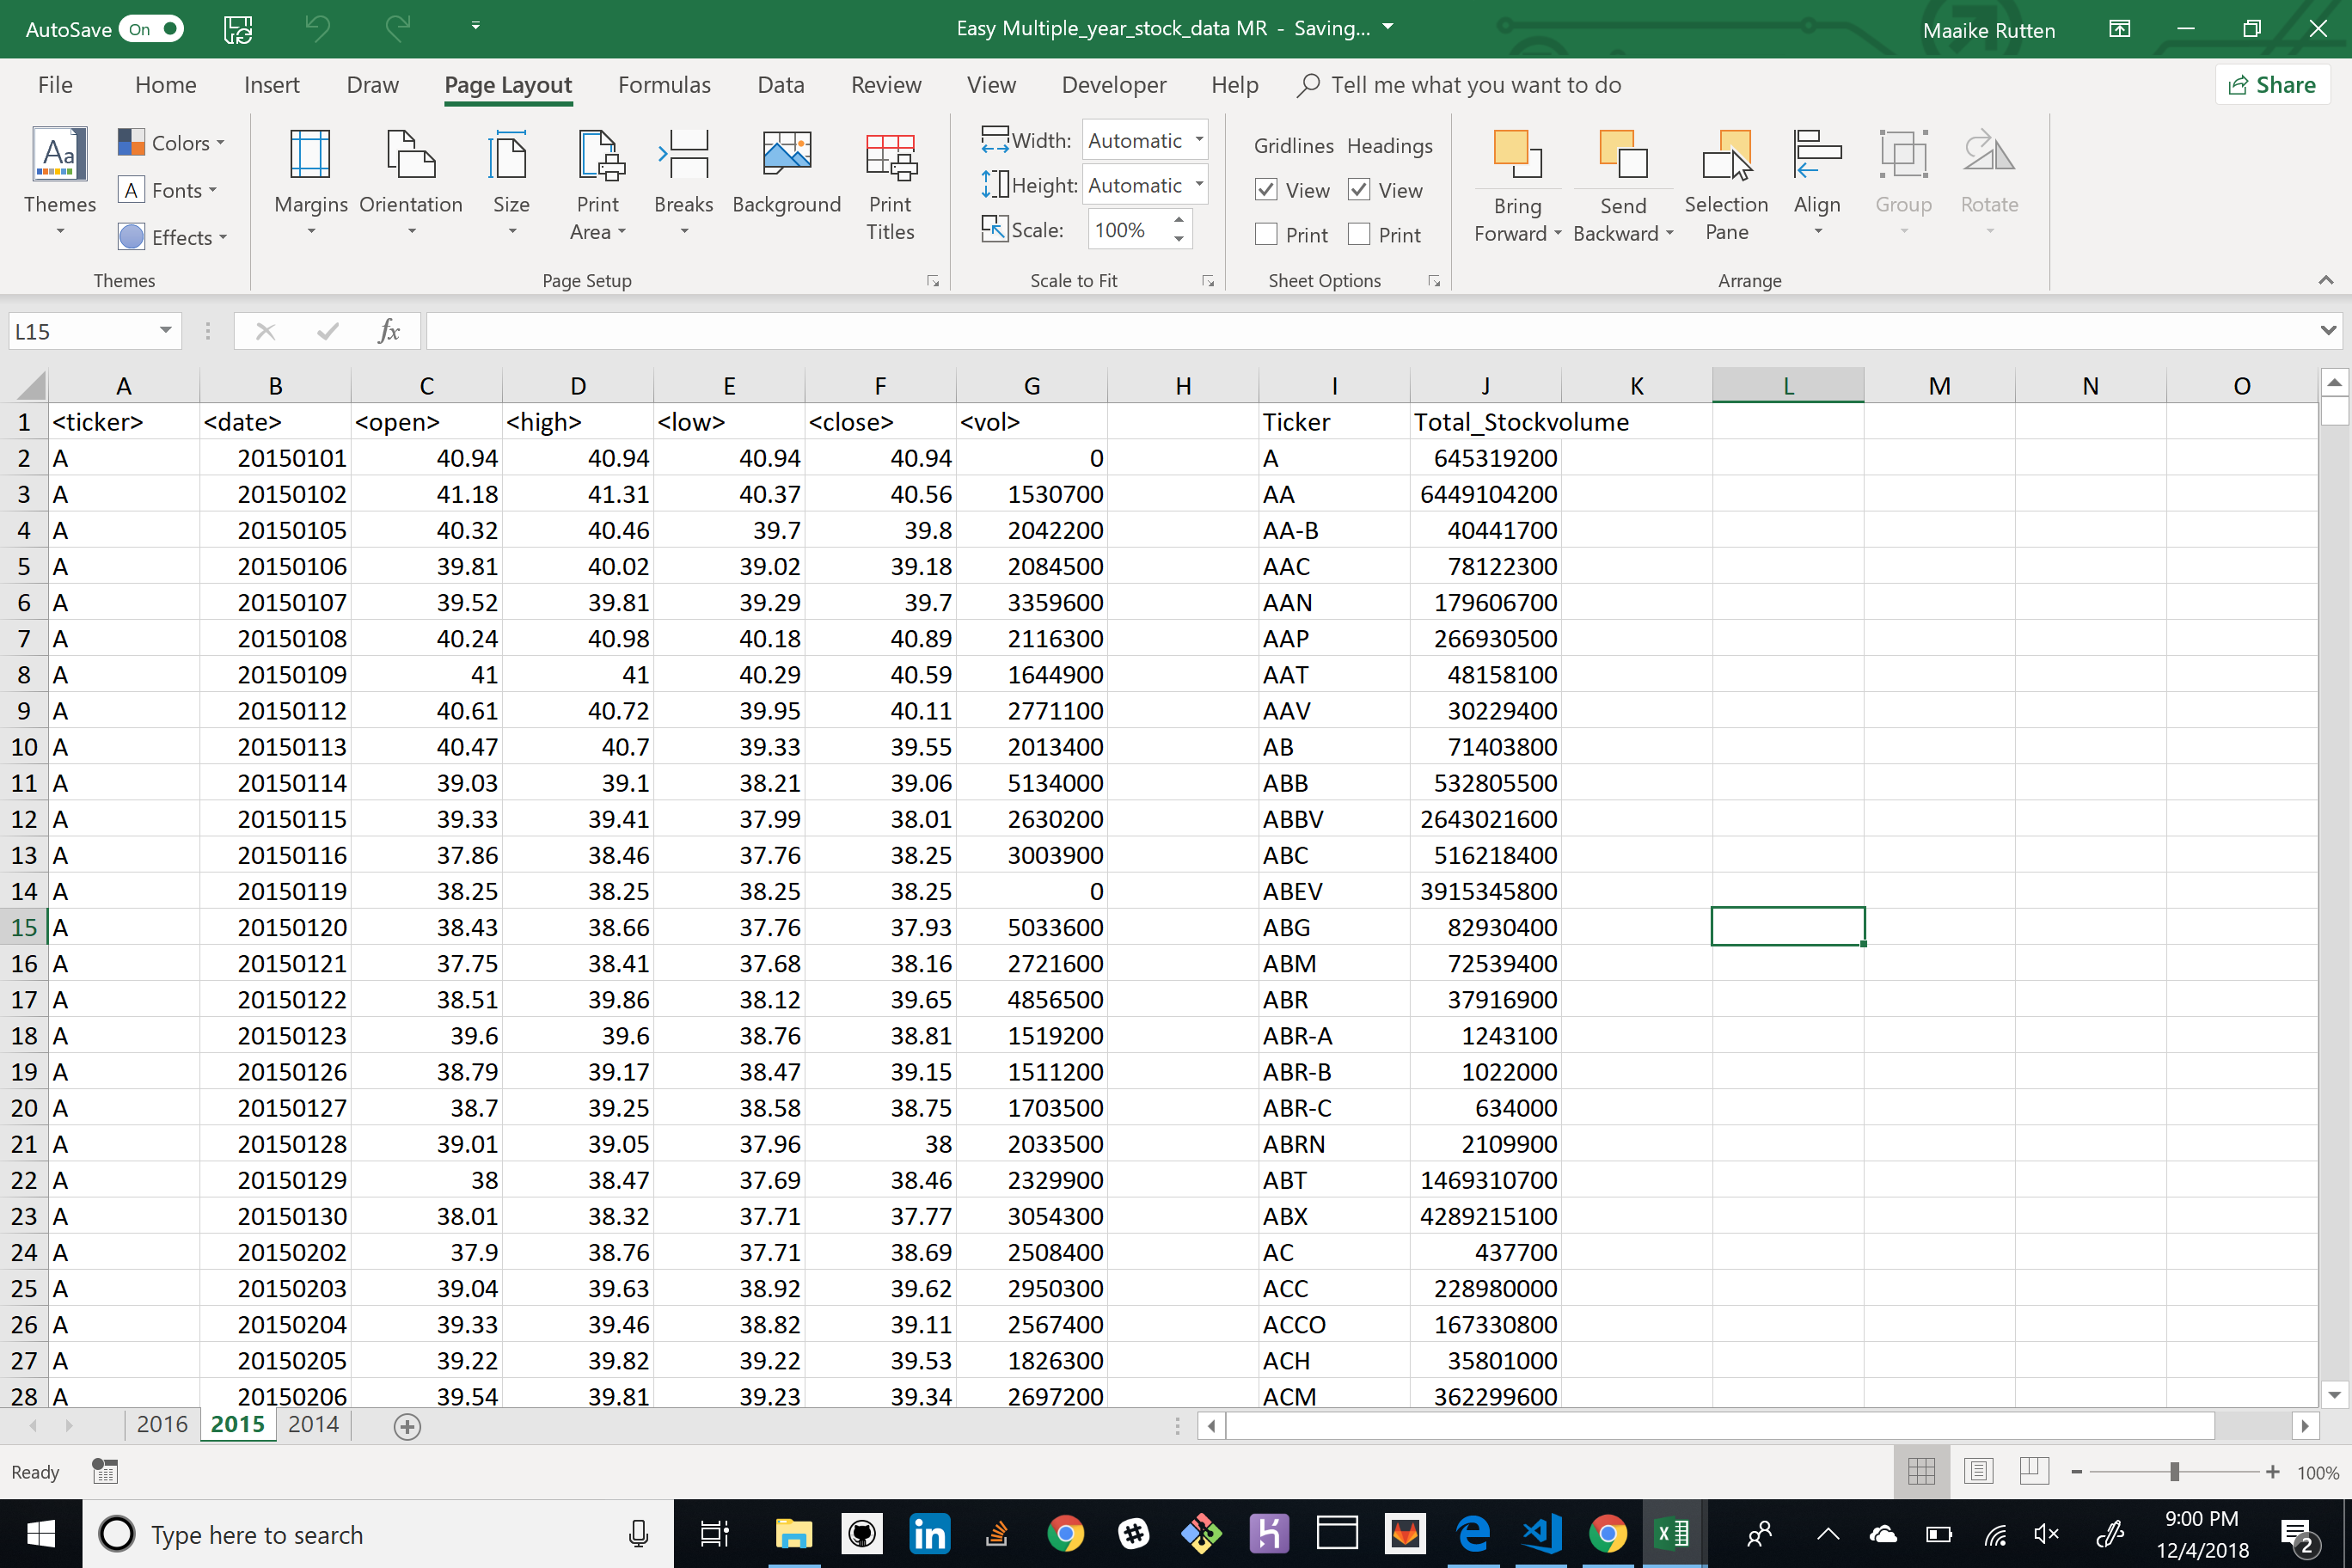 AutoSave On Easy Multiple_year_stock_data MR - Saving... Maaike Rutten
File Home Insert Draw Page Layout Formulas Data Review View Developer Help Tell me what you want to do Share
Aa Colors Width: Automatic Gridlines Headings
A Fonts Height: Automatic View View
Themes Margins Orientation Size Print Breaks Background Print Bring Send Selection Align Group Rotate
Effects Area Titles Scale: 100% Print Print Forward Backward Pane
Themes Page Setup Scale to Fit Sheet Options Arrange
L15 fx
A B C D E F G H I J K L M N O
1 <ticker> <date> <open> <high> <low> <close> <vol> Ticker Total_Stockvolume
2 A 20150101 40.94 40.94 40.94 40.94 0 A 645319200
3 A 20150102 41.18 41.31 40.37 40.56 1530700 AA 6449104200
4 A 20150105 40.32 40.46 39.7 39.8 2042200 AA-B 40441700
5 A 20150106 39.81 40.02 39.02 39.18 2084500 AAC 78122300
6 A 20150107 39.52 39.81 39.29 39.7 3359600 AAN 179606700
7 A 20150108 40.24 40.98 40.18 40.89 2116300 AAP 266930500
8 A 20150109 41 41 40.29 40.59 1644900 AAT 48158100
9 A 20150112 40.61 40.72 39.95 40.11 2771100 AAV 30229400
10 A 20150113 40.47 40.7 39.33 39.55 2013400 AB 71403800
11 A 20150114 39.03 39.1 38.21 39.06 5134000 ABB 532805500
12 A 20150115 39.33 39.41 37.99 38.01 2630200 ABBV 2643021600
13 A 20150116 37.86 38.46 37.76 38.25 3003900 ABC 516218400
14 A 20150119 38.25 38.25 38.25 38.25 0 ABEV 3915345800
15 A 20150120 38.43 38.66 37.76 37.93 5033600 ABG 82930400
16 A 20150121 37.75 38.41 37.68 38.16 2721600 ABM 72539400
17 A 20150122 38.51 39.86 38.12 39.65 4856500 ABR 37916900
18 A 20150123 39.6 39.6 38.76 38.81 1519200 ABR-A 1243100
19 A 20150126 38.79 39.17 38.47 39.15 1511200 ABR-B 1022000
20 A 20150127 38.7 39.25 38.58 38.75 1703500 ABR-C 634000
21 A 20150128 39.01 39.05 37.96 38 2033500 ABRN 2109900
22 A 20150129 38 38.47 37.69 38.46 2329900 ABT 1469310700
23 A 20150130 38.01 38.32 37.71 37.77 3054300 ABX 4289215100
24 A 20150202 37.9 38.76 37.71 38.69 2508400 AC 437700
25 A 20150203 39.04 39.63 38.92 39.62 2950300 ACC 228980000
26 A 20150204 39.33 39.46 38.82 39.11 2567400 ACCO 167330800
27 A 20150205 39.22 39.82 39.22 39.53 1826300 ACH 35801000
28 A 20150206 39.54 39.81 39.23 39.34 2697200 ACM 362299600
2016 2015 2014
Ready 100%
Type here to search 9:00 PM
12/4/2018 2